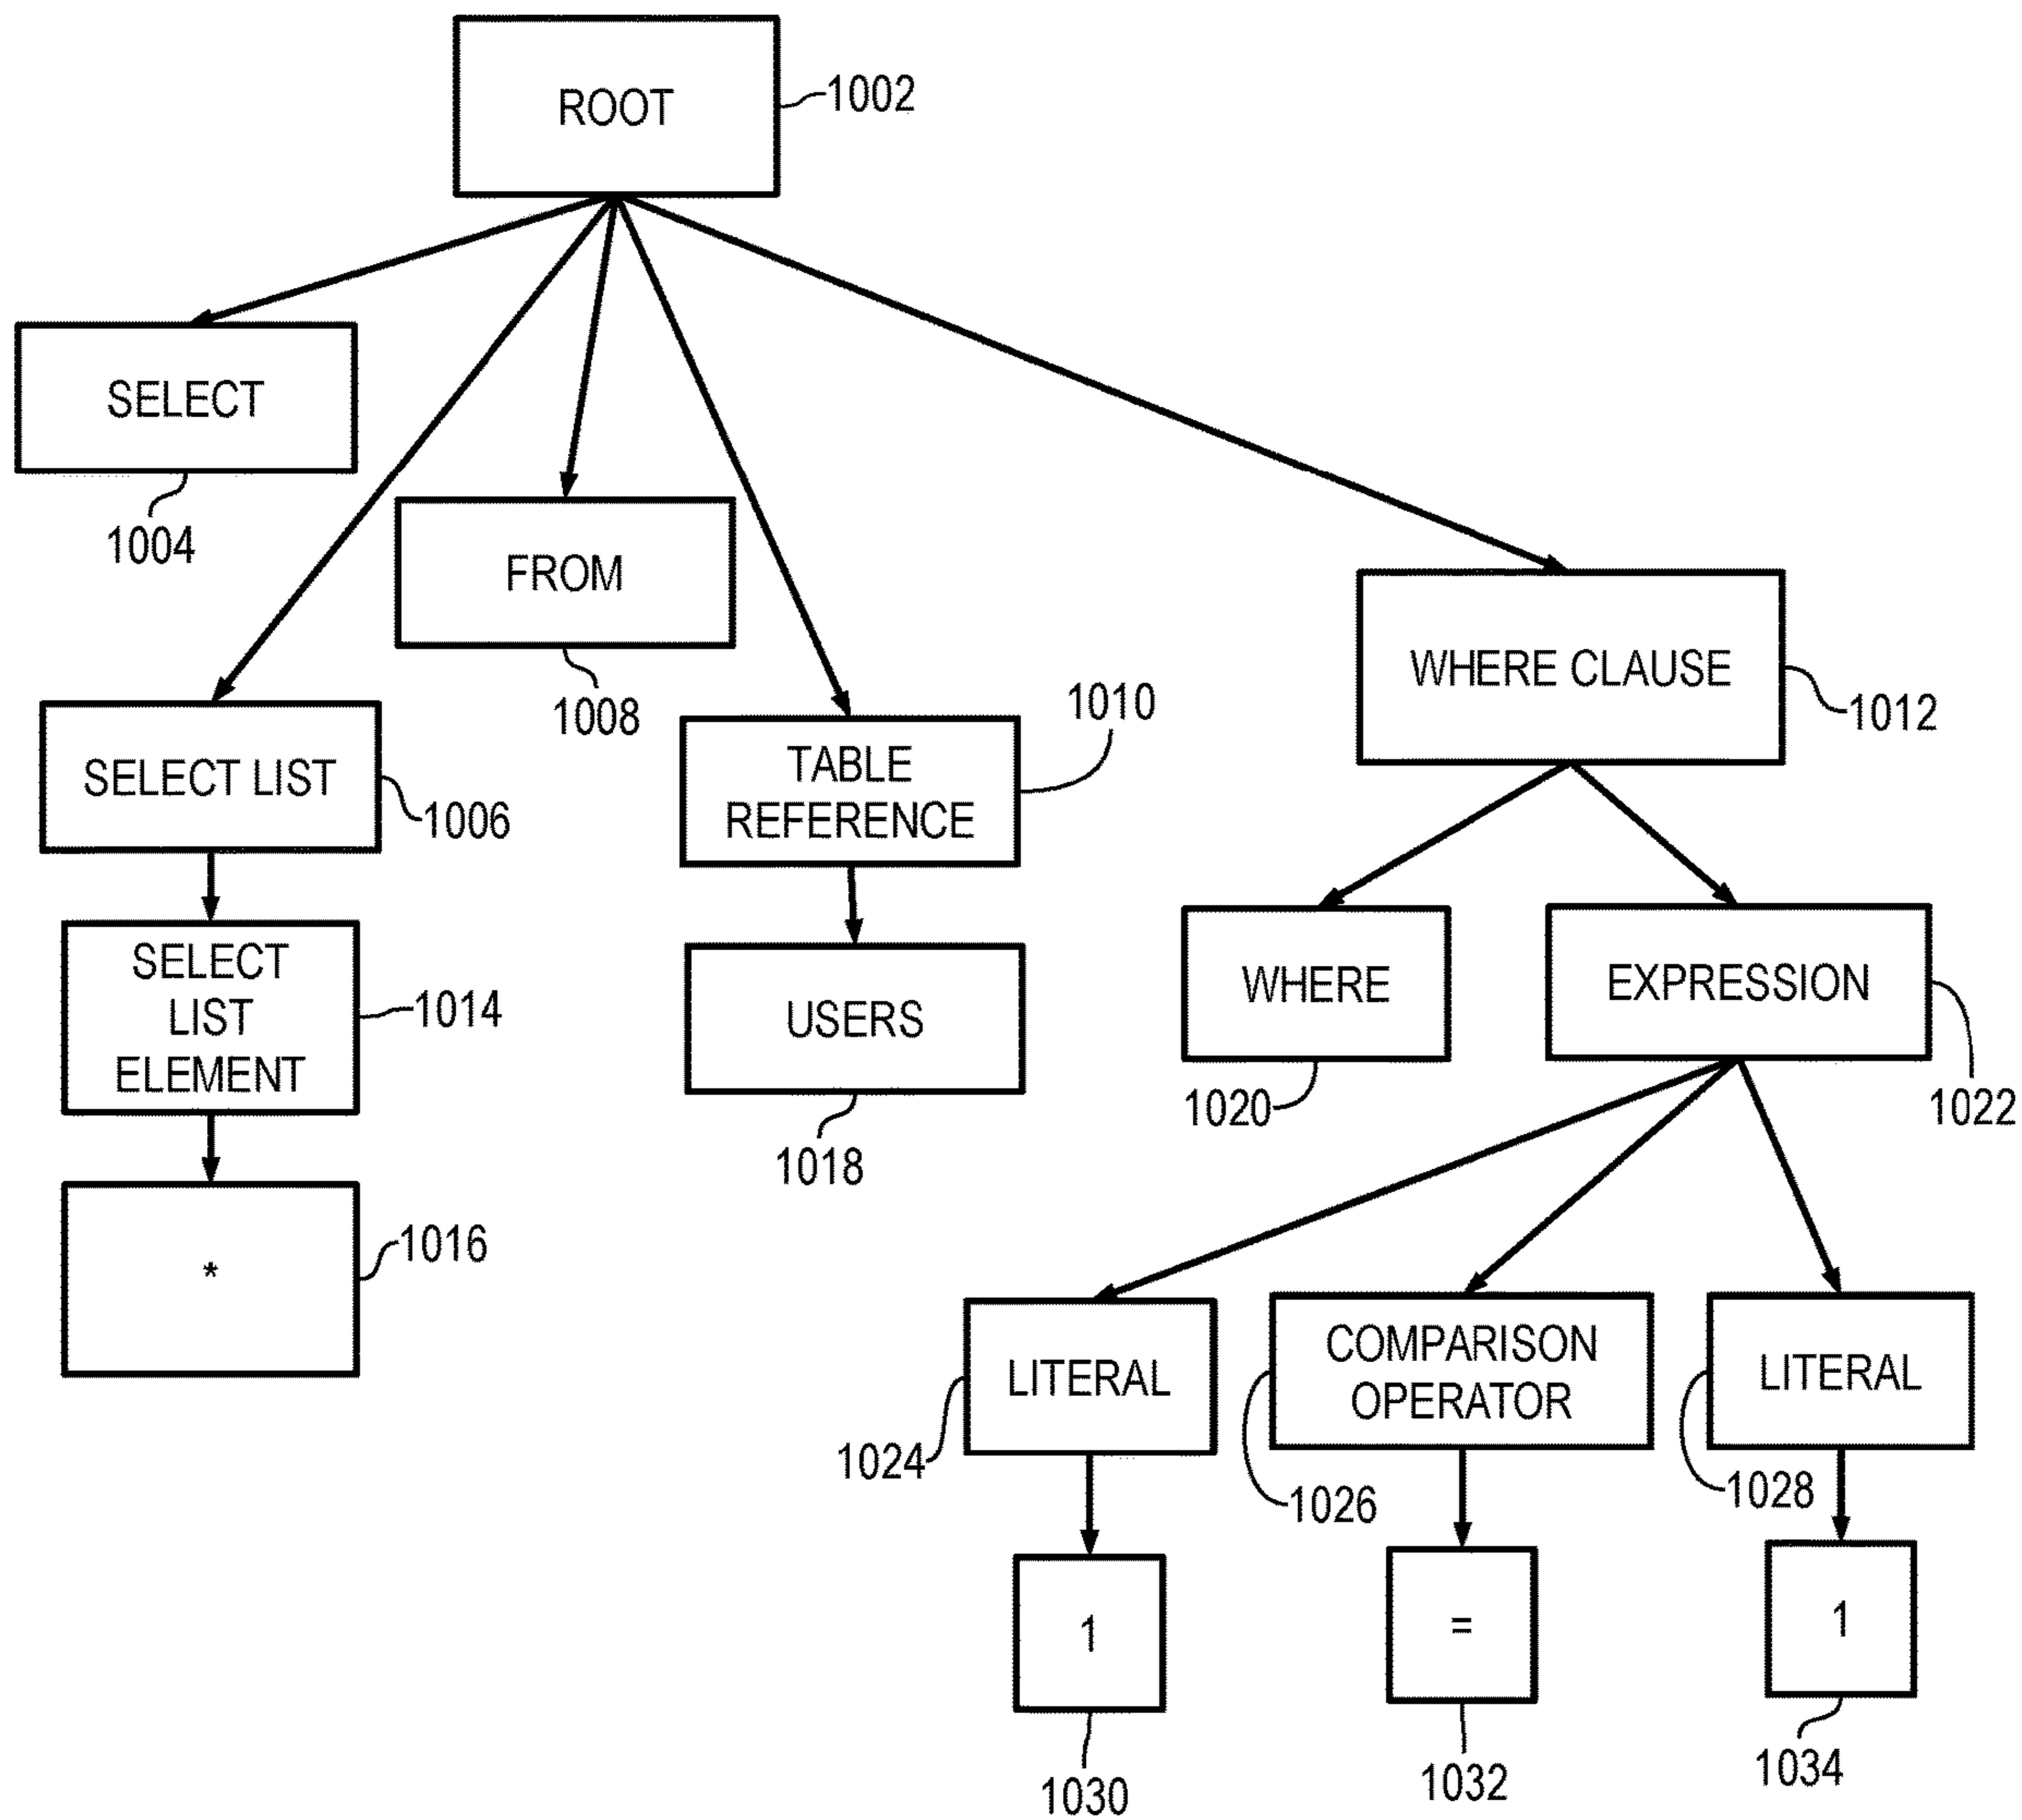 ROOT
1002
SELECT
1004
FROM
1008
SELECT LIST
1006
TABLE
REFERENCE
1010
WHERE CLAUSE
1012
SELECT
LIST
ELEMENT
1014
USERS
1018
WHERE
1020
EXPRESSION
1022
*
1016
LITERAL
1024
COMPARISON
OPERATOR
1026
LITERAL
1028
1
1030
=
1032
1
1034